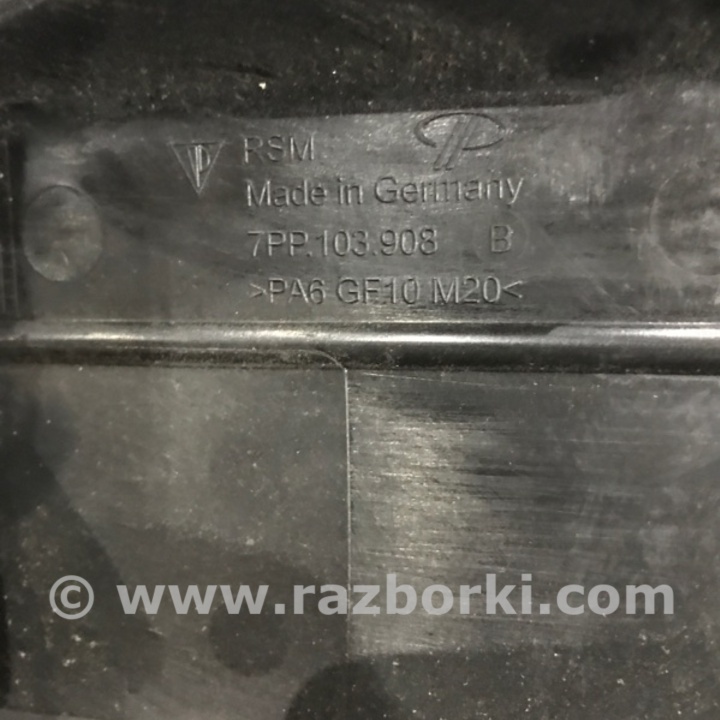 RSM
Made in Germany
7PP.103.908 B
>PA6 GF10 M20<
© www.razborki.com